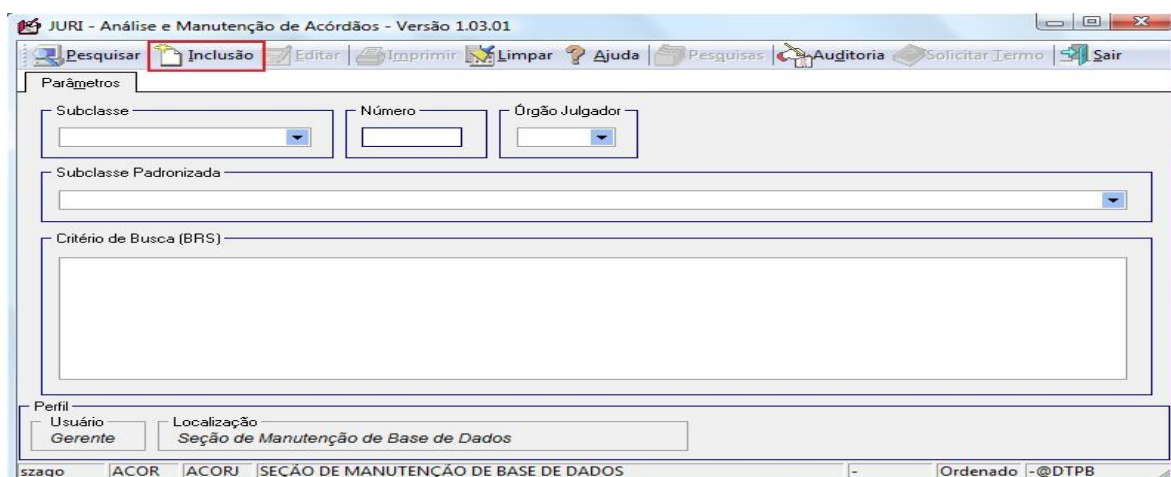 JURI - Análise e Manutenção de Acórdãos - Versão 1.03.01
Pesquisar Inclusão Editar Imprimir Limpar Ajuda Pesquisas Auditoria Solicitar Termo Sair
Parâmetros
Subclasse Número Órgão Julgador
Subclasse Padronizada
Critério de Busca (BRS)
Perfil
Usuário Localização
Gerente Seção de Manutenção de Base de Dados
szago ACOR ACORJ SEÇÃO DE MANUTENÇÃO DE BASE DE DADOS - Ordenado -@DTPB